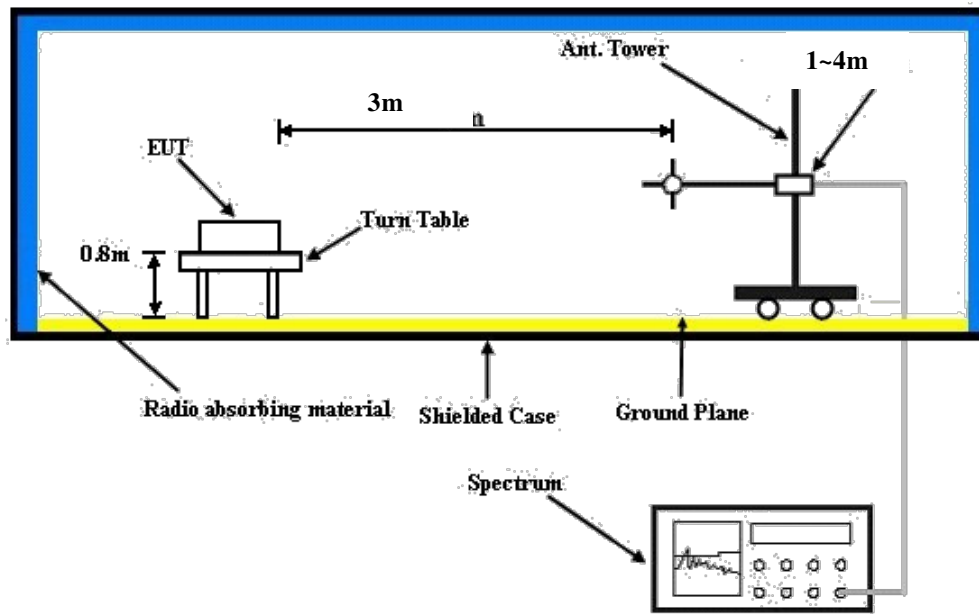 Ant. Tower
1~4m
3m
n
EUT
Turn Table
0.8m
Radio absorbing material
Shielded Case
Ground Plane
Spectrum